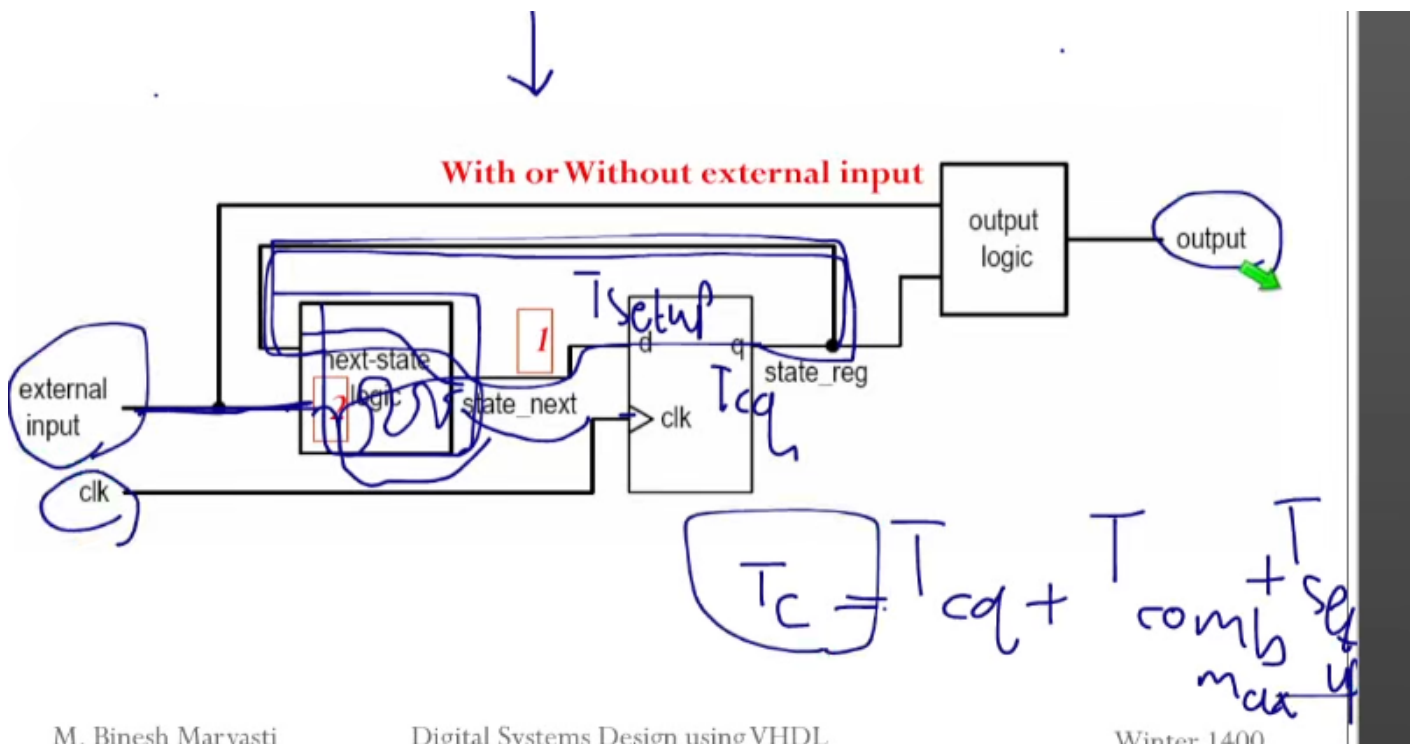 With or Without external input
output
logic
output
Tsetup
1
d
q
next-state
logic
2
state_next
state_reg
Tcq
clk
external
input
clk
Tc = Tcq + Tcomb max + Tsetup
M. Binesh Maryasti
Digital Systems Design using VHDL
Winter 1400